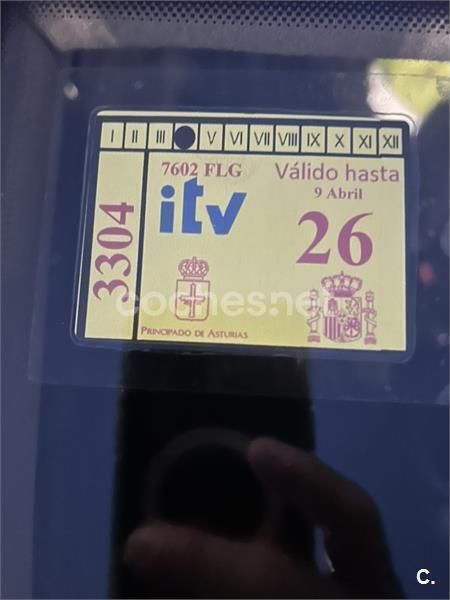 I II III V VI VII VIII IX X XI XII
7602 FLG
Válido hasta
9 Abril
itv
26
3304
PRINCIPADO DE ASTURIAS
coches.net
C.